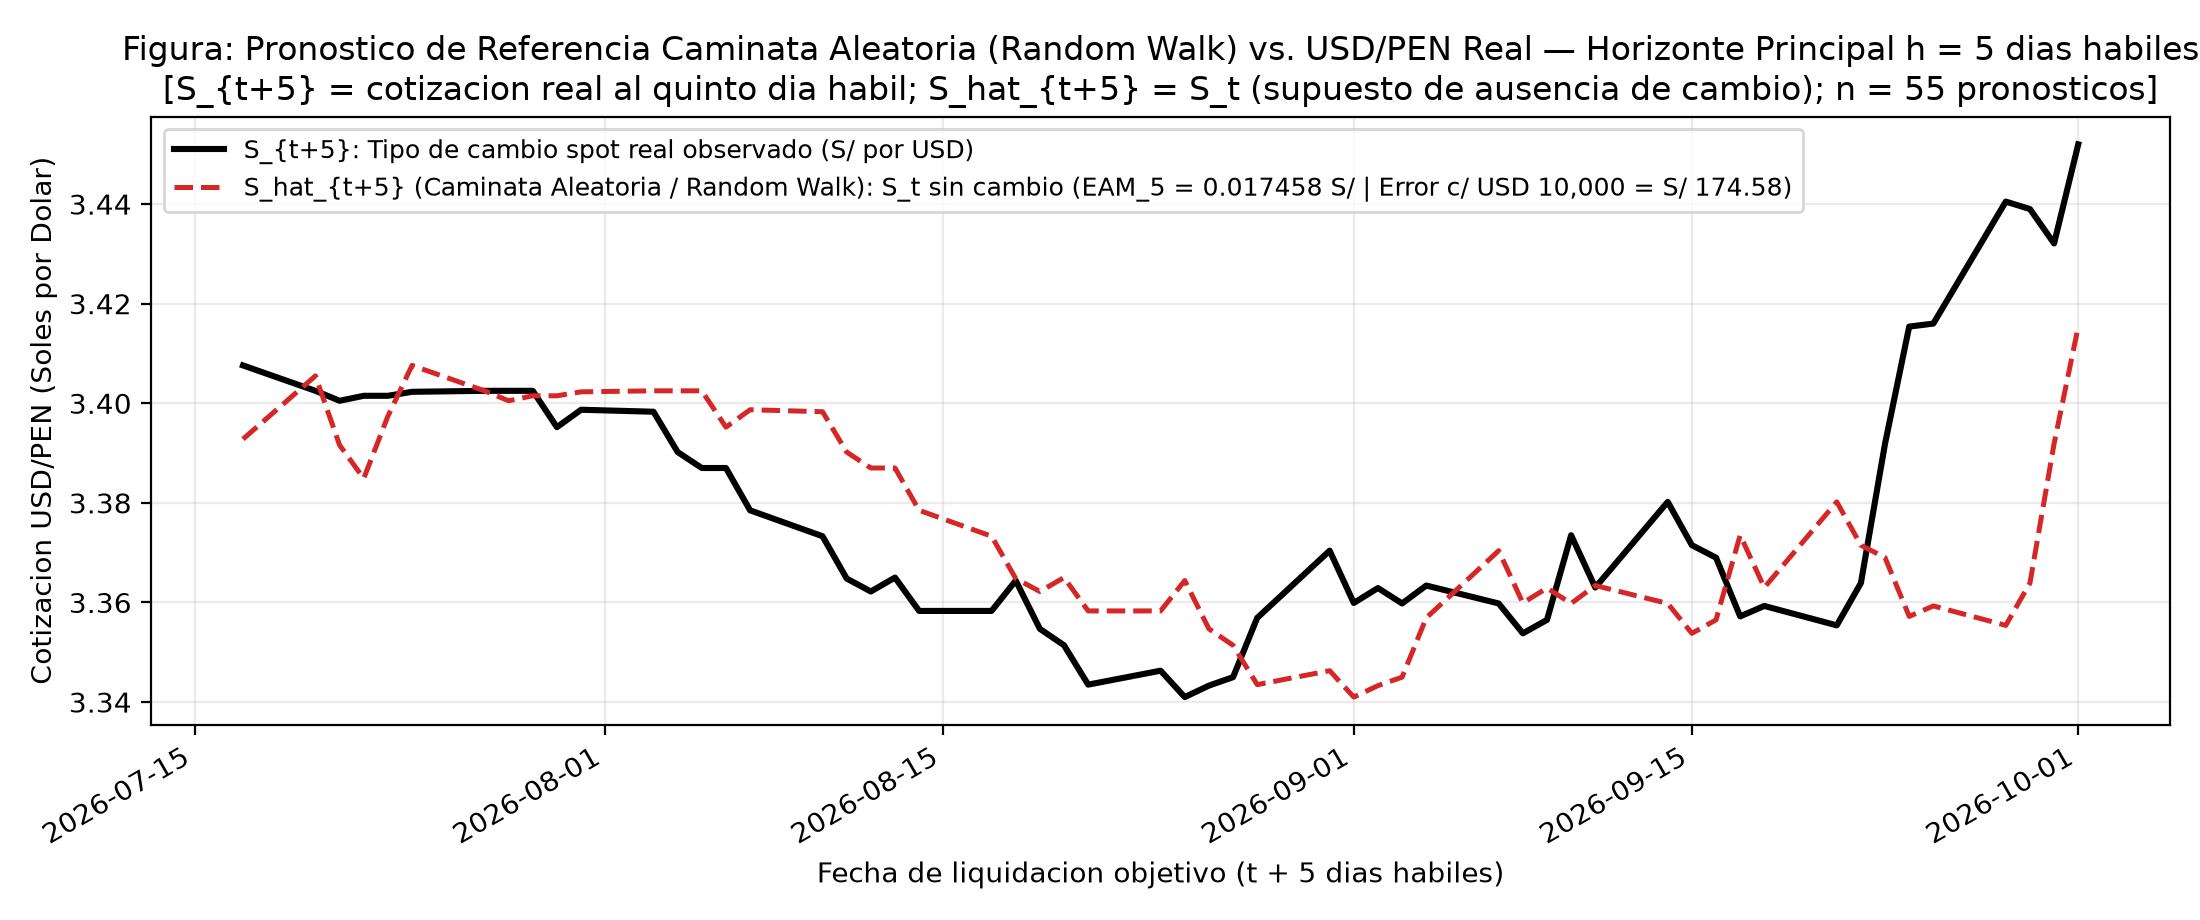 Figura: Pronostico de Referencia Caminata Aleatoria (Random Walk) vs. USD/PEN Real — Horizonte Principal h = 5 dias habiles
[S_{t+5} = cotizacion real al quinto dia habil; S_hat_{t+5} = S_t (supuesto de ausencia de cambio); n = 55 pronosticos]
S_{t+5}: Tipo de cambio spot real observado (S/ por USD)
S_hat_{t+5} (Caminata Aleatoria / Random Walk): S_t sin cambio (EAM_5 = 0.017458 S/ | Error c/ USD 10,000 = S/ 174.58)
Cotizacion USD/PEN (Soles por Dolar)
3.44
3.42
3.40
3.38
3.36
3.34
2026-07-15
2026-08-01
2026-08-15
2026-09-01
2026-09-15
2026-10-01
Fecha de liquidacion objetivo (t + 5 dias habiles)